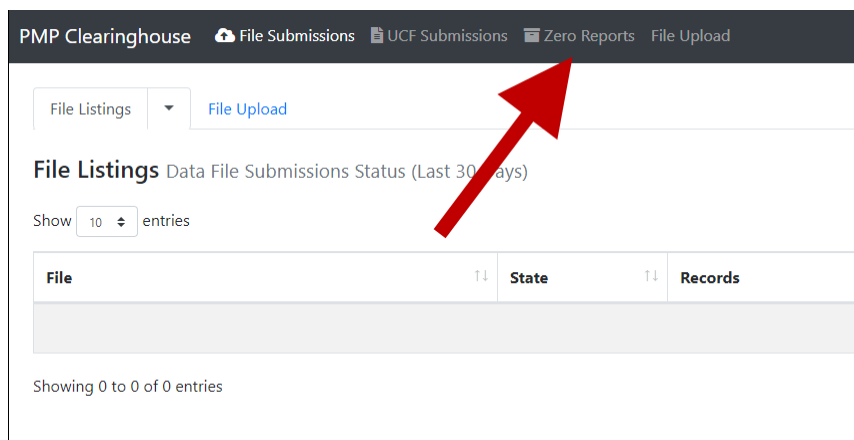 PMP Clearinghouse File Submissions UCF Submissions Zero Reports File Upload
File Listings File Upload
File Listings Data File Submissions Status (Last 30 Days)
Show 10 entries
File State Records
Showing 0 to 0 of 0 entries